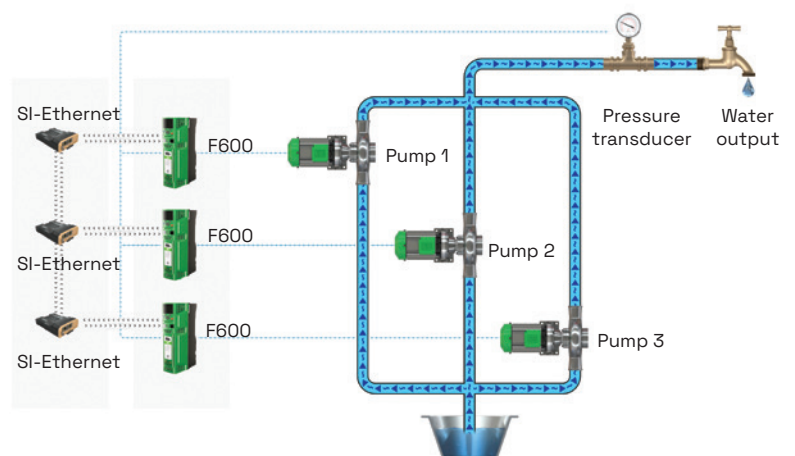 SI-Ethernet
F600
Pump 1
Pressure
transducer
Water
output
SI-Ethernet
F600
Pump 2
SI-Ethernet
F600
Pump 3